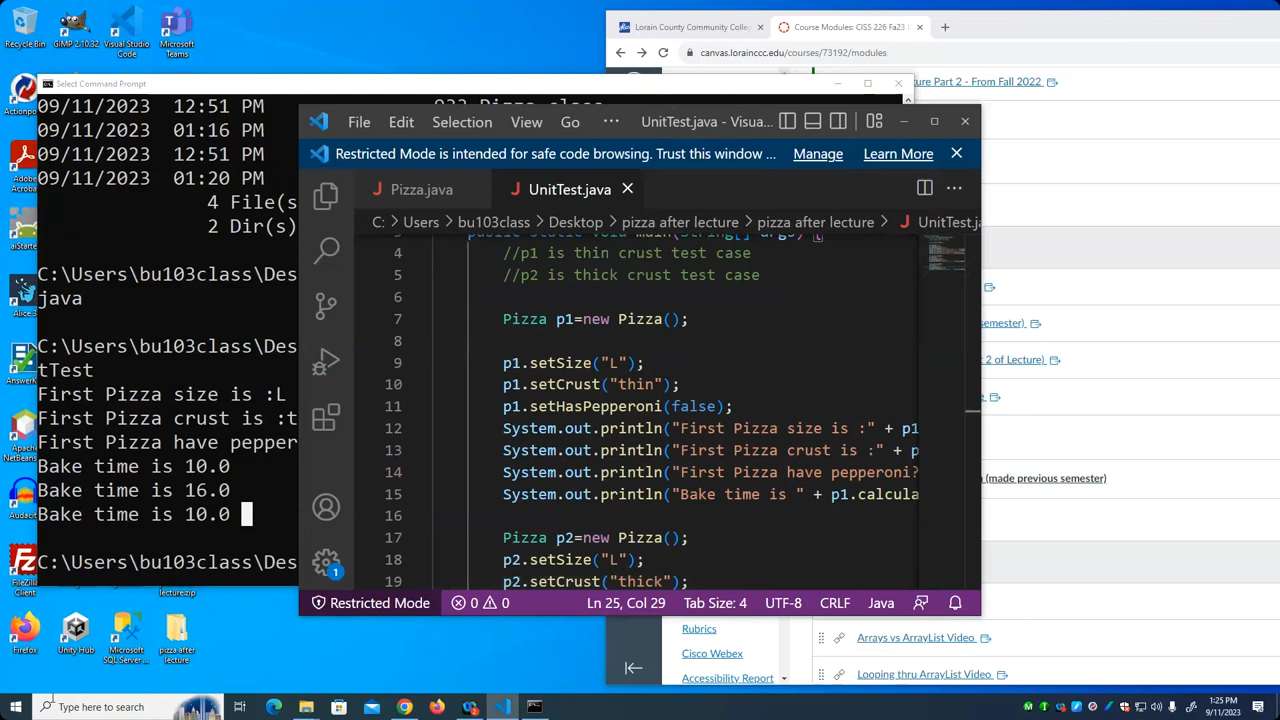 Recycle Bin
GIMP 2.10.32
Visual Studio Code
Microsoft Teams
Select Command Prompt
09/11/2023 12:51 PM
09/11/2023 01:16 PM
09/11/2023 12:51 PM
09/11/2023 01:20 PM
4 File(s
2 Dir(s)
C:\Users\bu103class\Des
java
C:\Users\bu103class\Des
tTest
First Pizza size is :L
First Pizza crust is :t
First Pizza have pepper
Bake time is 10.0
Bake time is 16.0
Bake time is 10.0
C:\Users\bu103class\Des
File Edit Selection View Go ... UnitTest.java - Visua...
Restricted Mode is intended for safe code browsing. Trust this window ... Manage Learn More
Pizza.java UnitTest.java
C: > Users > bu103class > Desktop > pizza after lecture > pizza after lecture > UnitTest.ja
4 //p1 is thin crust test case
5 //p2 is thick crust test case
6
7 Pizza p1=new Pizza();
8
9 p1.setSize("L");
10 p1.setCrust("thin");
11 p1.setHasPepperoni(false);
12 System.out.println("First Pizza size is :" + p1
13 System.out.println("First Pizza crust is :" + p
14 System.out.println("First Pizza have pepperoni?
15 System.out.println("Bake time is " + p1.calcula
16
17 Pizza p2=new Pizza();
18 p2.setSize("L");
19 p2.setCrust("thick");
1
Restricted Mode 0 0 Ln 25, Col 29 Tab Size: 4 UTF-8 CRLF Java
Lorain County Community Colleg
Course Modules: CISS 226 Fa23
canvas.lorainccc.edu/courses/73192/modules
ture Part 2 - From Fall 2022
semester)
t 2 of Lecture)
(made previous semester)
Rubrics
Cisco Webex
Accessibility Report
Arrays vs ArrayList Video
Looping thru ArrayList Video
FileZilla Client
lecture.zip
Firefox
Unity Hub
Microsoft SQL Server ...
pizza after lecture
Type here to search
1:25 PM
9/11/2023